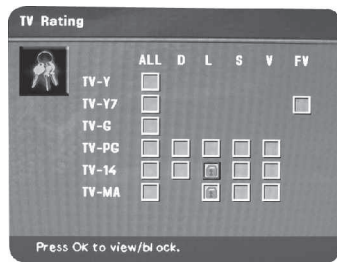 TV Rating
ALL D L S V FV
TV-Y
TV-Y7
TV-G
TV-PG
TV-14
TV-MA
Press OK to view/block.